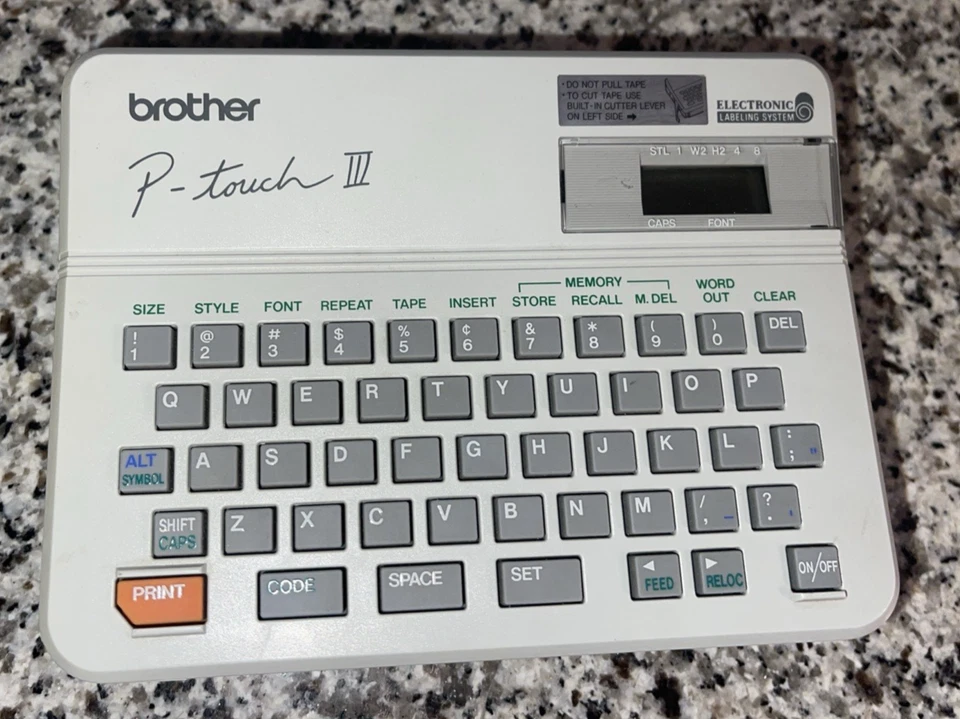 brother
P-touch III
• DO NOT PULL TAPE
• TO CUT TAPE USE
BUILT-IN CUTTER LEVER
ON LEFT SIDE ➡
ELECTRONIC
LABELING SYSTEM
STL 1 W2 H2 4 8
CAPS FONT
MEMORY
SIZE STYLE FONT REPEAT TAPE INSERT STORE RECALL M. DEL WORD OUT CLEAR
! @ # $ % ¢ & * ( )
1 2 3 4 5 6 7 8 9 0 DEL
Q W E R T Y U I O P
ALT A S D F G H J K L :
SYMBOL ;
SHIFT Z X C V B N M / ?
CAPS , _ .
PRINT CODE SPACE SET ◀ ▶ ON/OFF
FEED RELOC